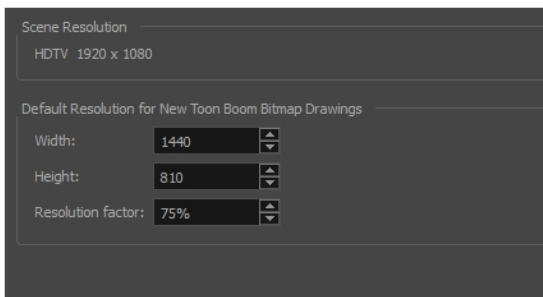 Scene Resolution
HDTV 1920 x 1080
Default Resolution for New Toon Boom Bitmap Drawings
Width: 1440
Height: 810
Resolution factor: 75%